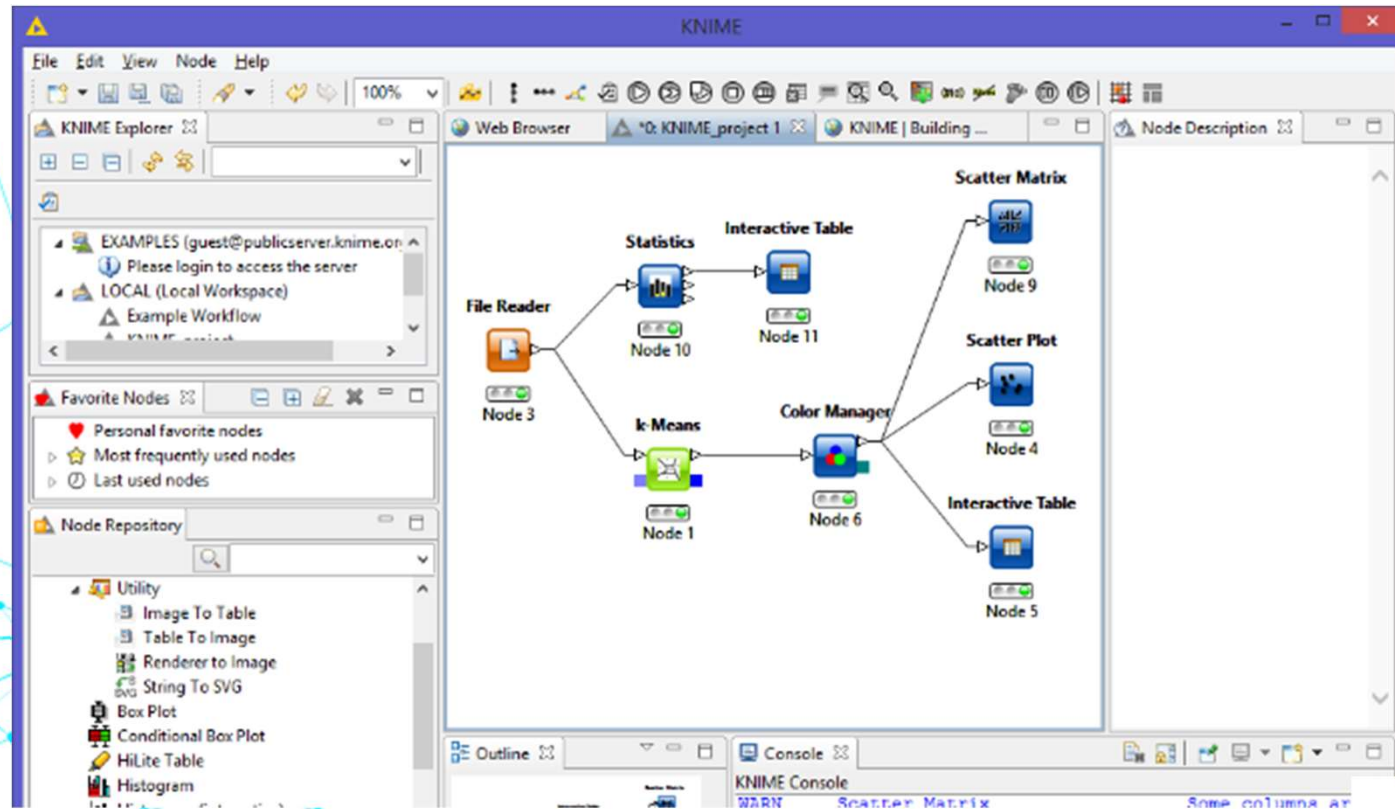 KNIME
File Edit View Node Help
100%
KNIME Explorer
EXAMPLES (guest@publicserver.knime.or
Please login to access the server
LOCAL (Local Workspace)
Example Workflow
Favorite Nodes
Personal favorite nodes
Most frequently used nodes
Last used nodes
Node Repository
Utility
Image To Table
Table To Image
Renderer to Image
String To SVG
Box Plot
Conditional Box Plot
HiLite Table
Histogram
Web Browser
*0: KNIME_project 1
KNIME | Building ...
File Reader
Node 3
Statistics
Node 10
Interactive Table
Node 11
k-Means
Node 1
Color Manager
Node 6
Scatter Matrix
Node 9
Scatter Plot
Node 4
Interactive Table
Node 5
Node Description
Outline
Console
KNIME Console
WARN Scatter Matrix Some columns ar